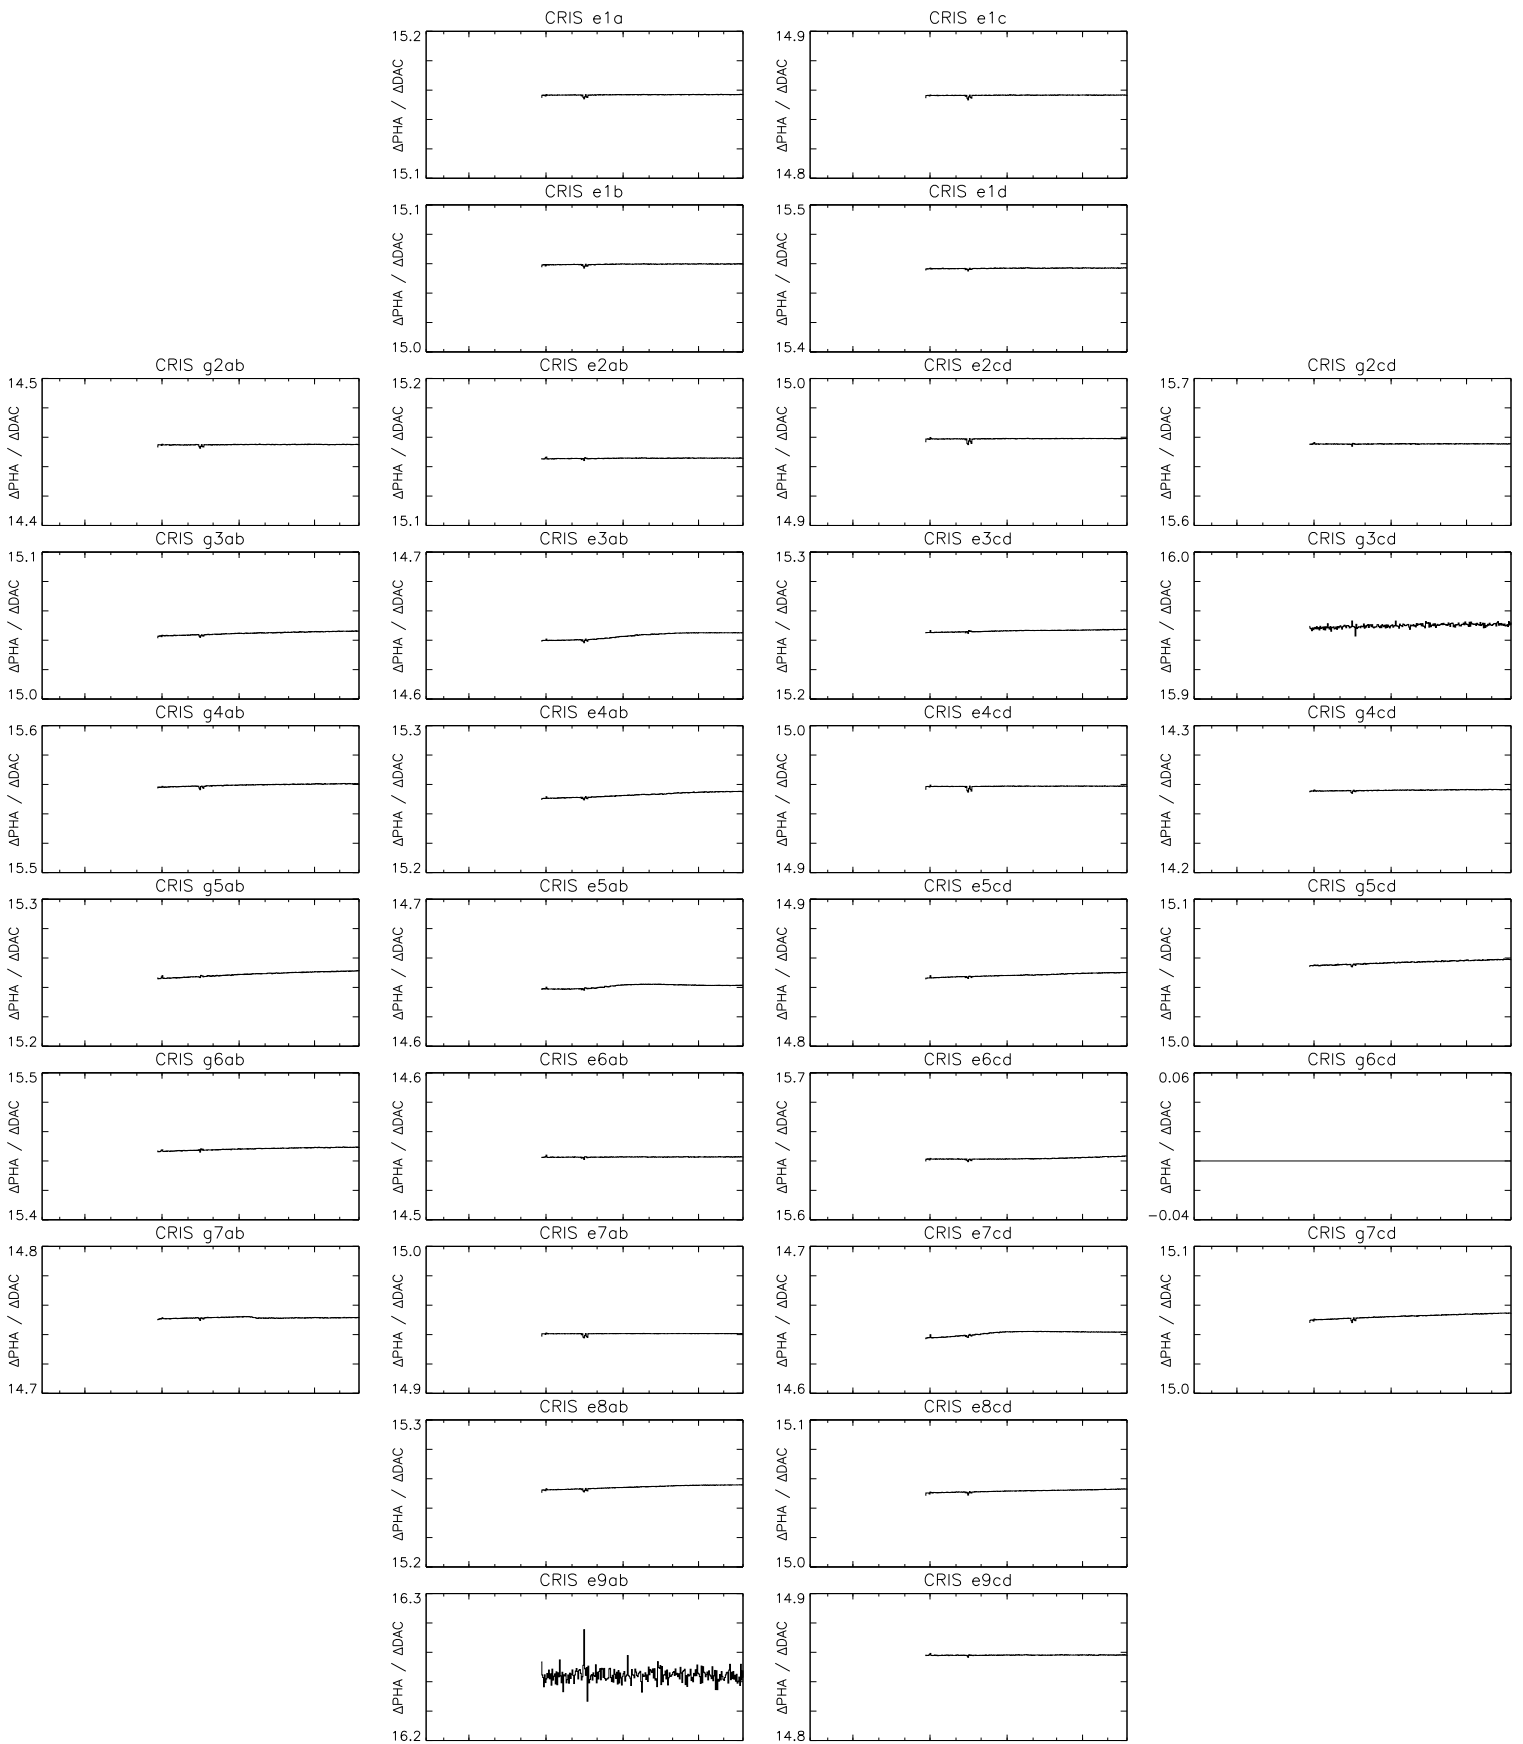 CRIS e1a
15.2
ΔPHA / ΔDAC
15.1
CRIS e1c
14.9
ΔPHA / ΔDAC
14.8
CRIS e1b
15.1
ΔPHA / ΔDAC
15.0
CRIS e1d
15.5
ΔPHA / ΔDAC
15.4
CRIS g2ab
14.5
ΔPHA / ΔDAC
14.4
CRIS e2ab
15.2
ΔPHA / ΔDAC
15.1
CRIS e2cd
15.0
ΔPHA / ΔDAC
14.9
CRIS g2cd
15.7
ΔPHA / ΔDAC
15.6
CRIS g3ab
15.1
ΔPHA / ΔDAC
15.0
CRIS e3ab
14.7
ΔPHA / ΔDAC
14.6
CRIS e3cd
15.3
ΔPHA / ΔDAC
15.2
CRIS g3cd
16.0
ΔPHA / ΔDAC
15.9
CRIS g4ab
15.6
ΔPHA / ΔDAC
15.5
CRIS e4ab
15.3
ΔPHA / ΔDAC
15.2
CRIS e4cd
15.0
ΔPHA / ΔDAC
14.9
CRIS g4cd
14.3
ΔPHA / ΔDAC
14.2
CRIS g5ab
15.3
ΔPHA / ΔDAC
15.2
CRIS e5ab
14.7
ΔPHA / ΔDAC
14.6
CRIS e5cd
14.9
ΔPHA / ΔDAC
14.8
CRIS g5cd
15.1
ΔPHA / ΔDAC
15.0
CRIS g6ab
15.5
ΔPHA / ΔDAC
15.4
CRIS e6ab
14.6
ΔPHA / ΔDAC
14.5
CRIS e6cd
15.7
ΔPHA / ΔDAC
15.6
CRIS g6cd
0.06
ΔPHA / ΔDAC
−0.04
CRIS g7ab
14.8
ΔPHA / ΔDAC
14.7
CRIS e7ab
15.0
ΔPHA / ΔDAC
14.9
CRIS e7cd
14.7
ΔPHA / ΔDAC
14.6
CRIS g7cd
15.1
ΔPHA / ΔDAC
15.0
CRIS e8ab
15.3
ΔPHA / ΔDAC
15.2
CRIS e8cd
15.1
ΔPHA / ΔDAC
15.0
CRIS e9ab
16.3
ΔPHA / ΔDAC
16.2
CRIS e9cd
14.9
ΔPHA / ΔDAC
14.8